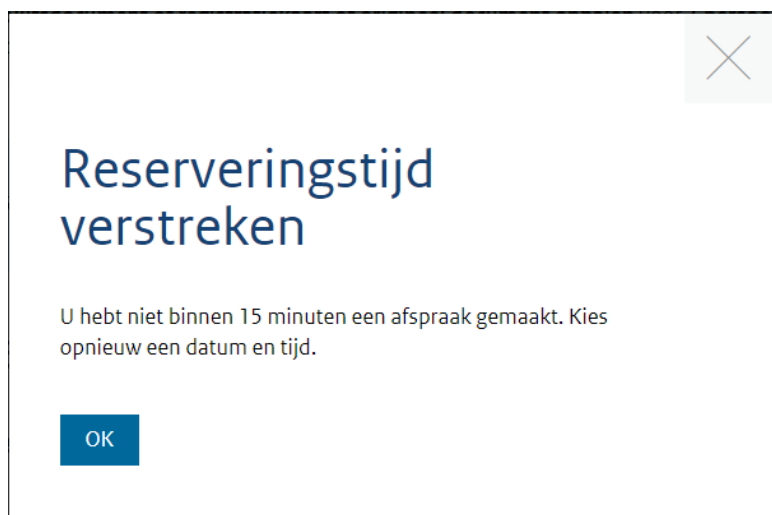 Reserveringstijd
verstreken
U hebt niet binnen 15 minuten een afspraak gemaakt. Kies
opnieuw een datum en tijd.
OK